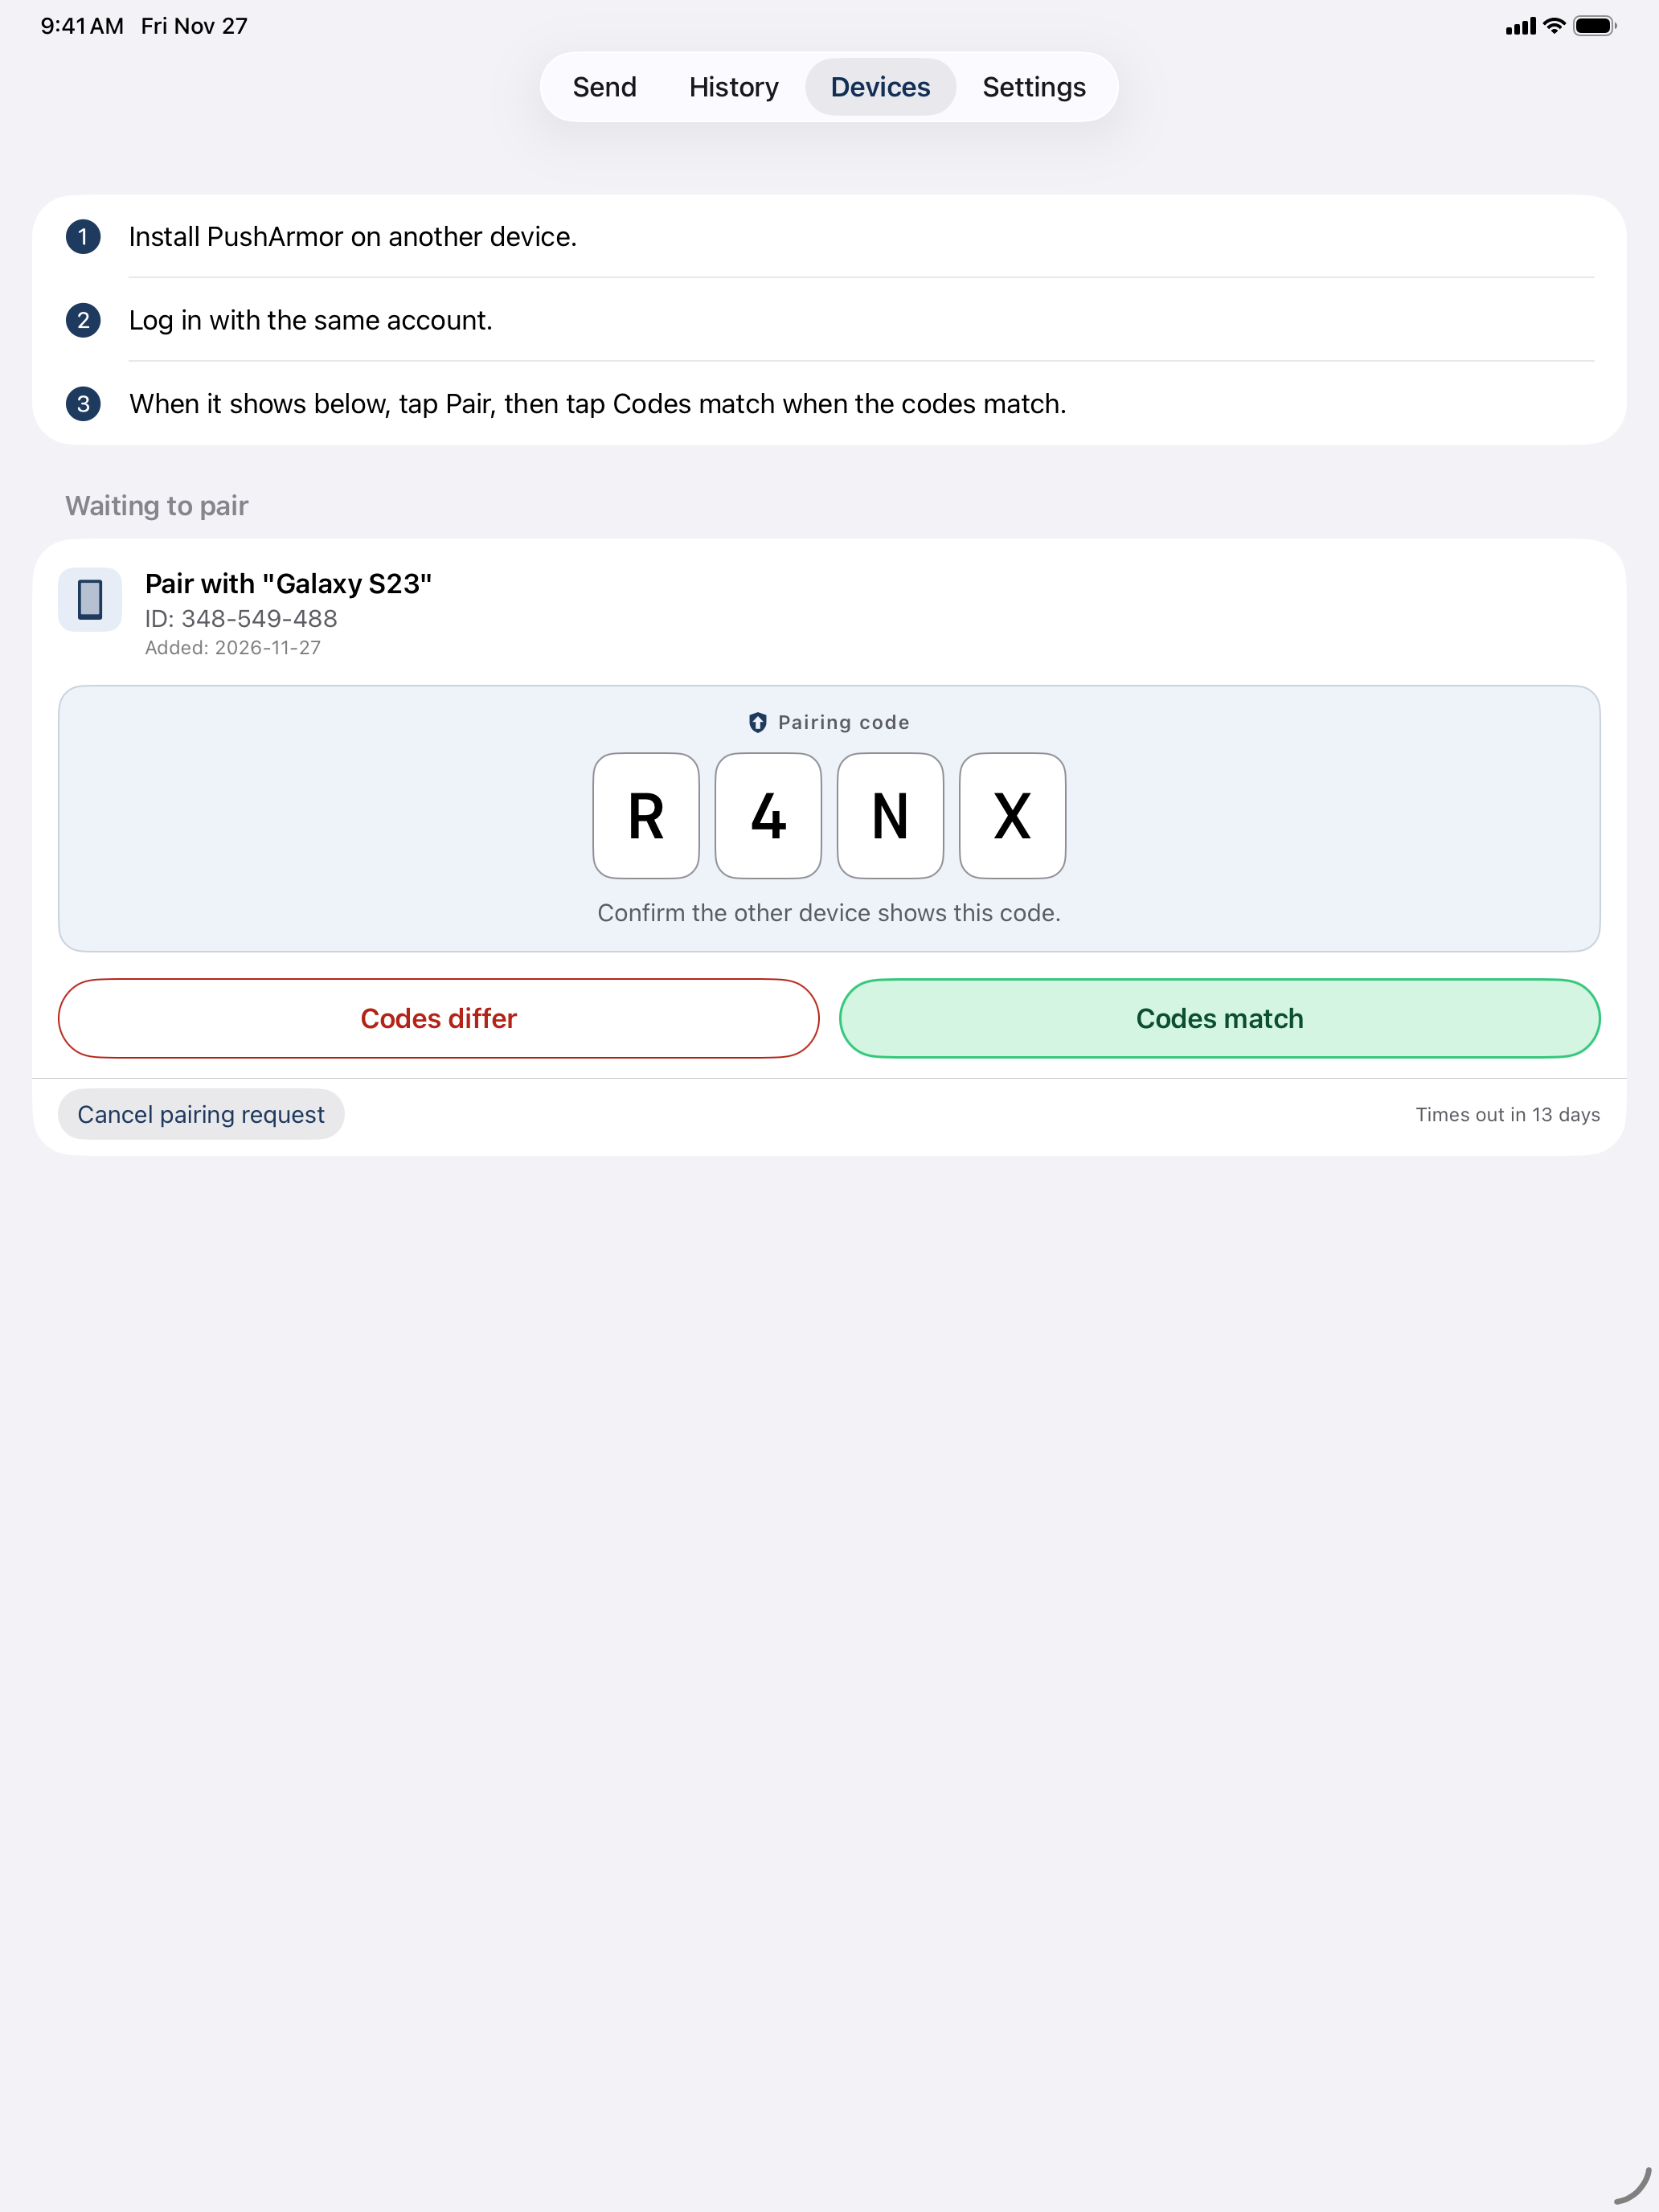 9:41 AM Fri Nov 27
Send History Devices Settings
1 Install PushArmor on another device.
2 Log in with the same account.
3 When it shows below, tap Pair, then tap Codes match when the codes match.
Waiting to pair
Pair with "Galaxy S23"
ID: 348-549-488
Added: 2026-11-27
Pairing code
R 4 N X
Confirm the other device shows this code.
Codes differ Codes match
Cancel pairing request Times out in 13 days